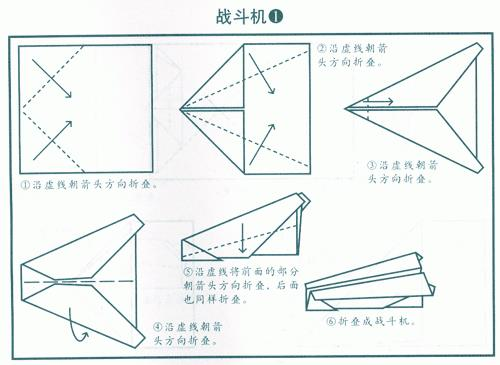 战斗机❶
②沿虚线朝箭
头方向折叠。
①沿虚线朝箭头方向折叠。
③沿虚线朝箭
头方向折叠。
④沿虚线朝箭
头方向折叠。
⑤沿虚线将前面的部分
朝箭头方向折叠，后面
也同样折叠。
⑥折叠成战斗机。